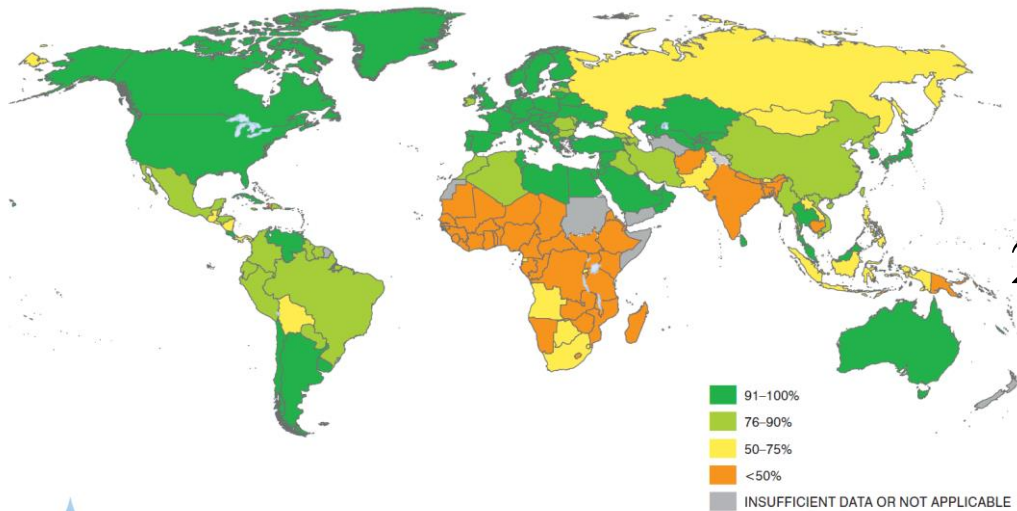 91–100%
76–90%
50–75%
<50%
INSUFFICIENT DATA OR NOT APPLICABLE